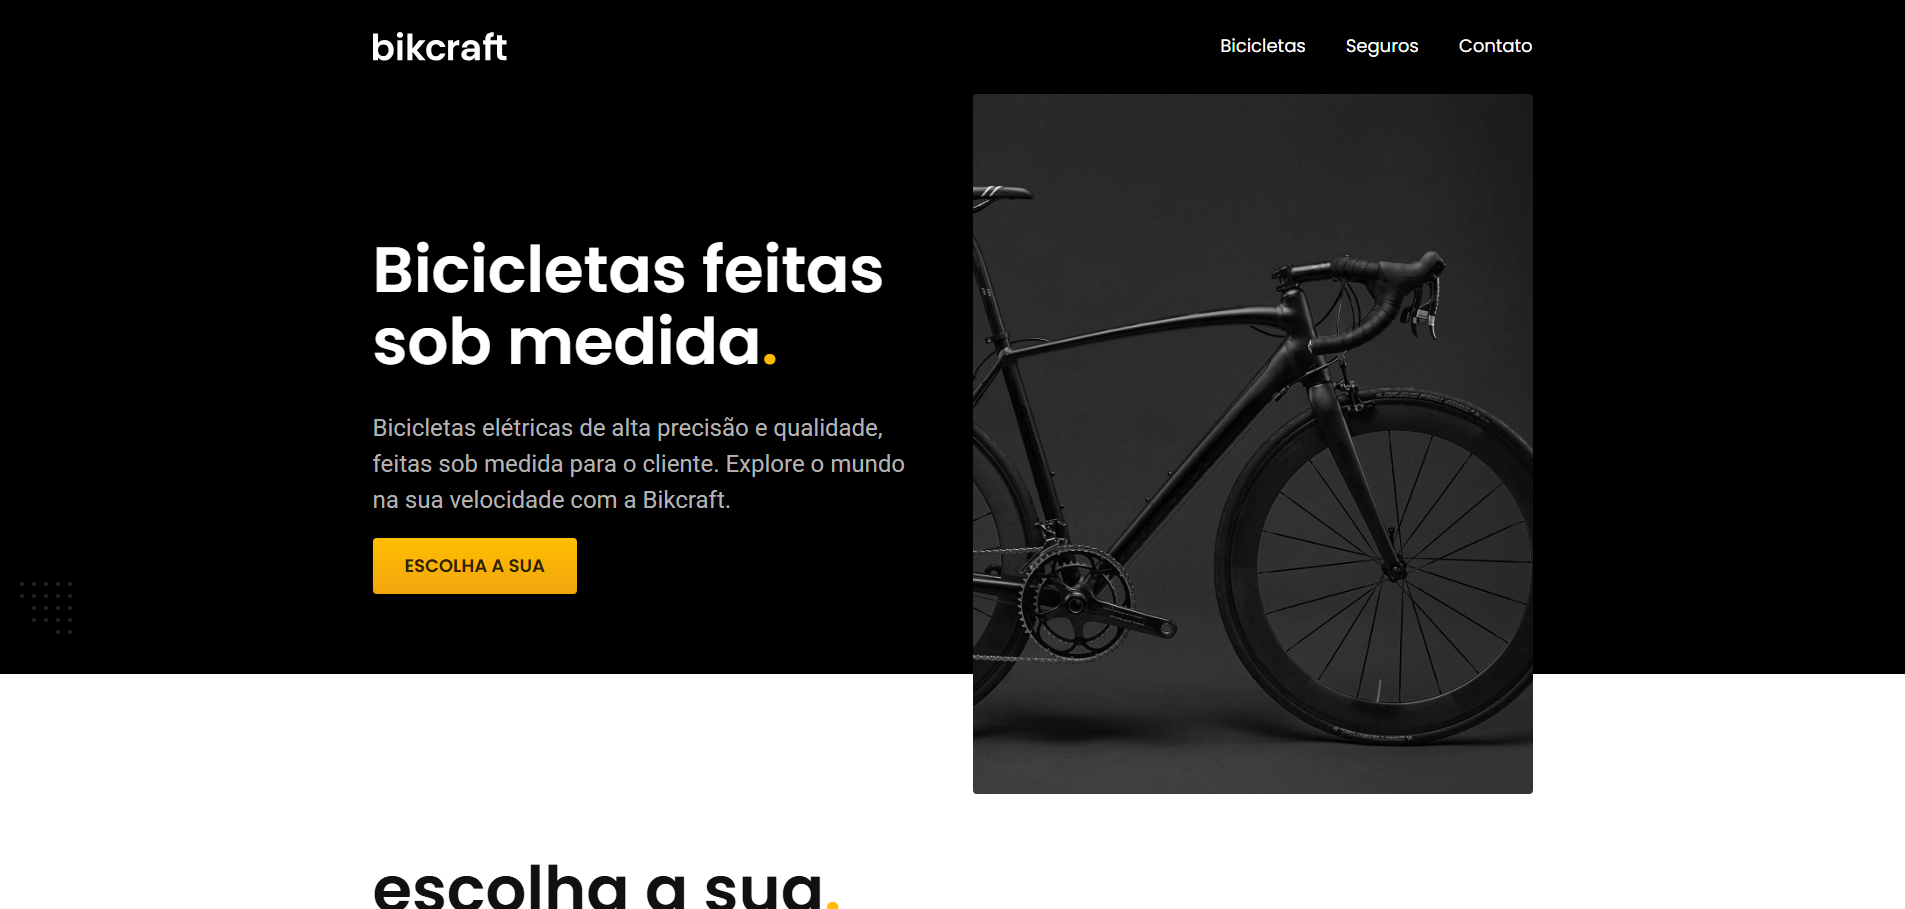 bikcraft
Bicicletas Seguros Contato
Bicicletas feitas
sob medida.
Bicicletas elétricas de alta precisão e qualidade,
feitas sob medida para o cliente. Explore o mundo
na sua velocidade com a Bikcraft.
ESCOLHA A SUA
escolha a sua.